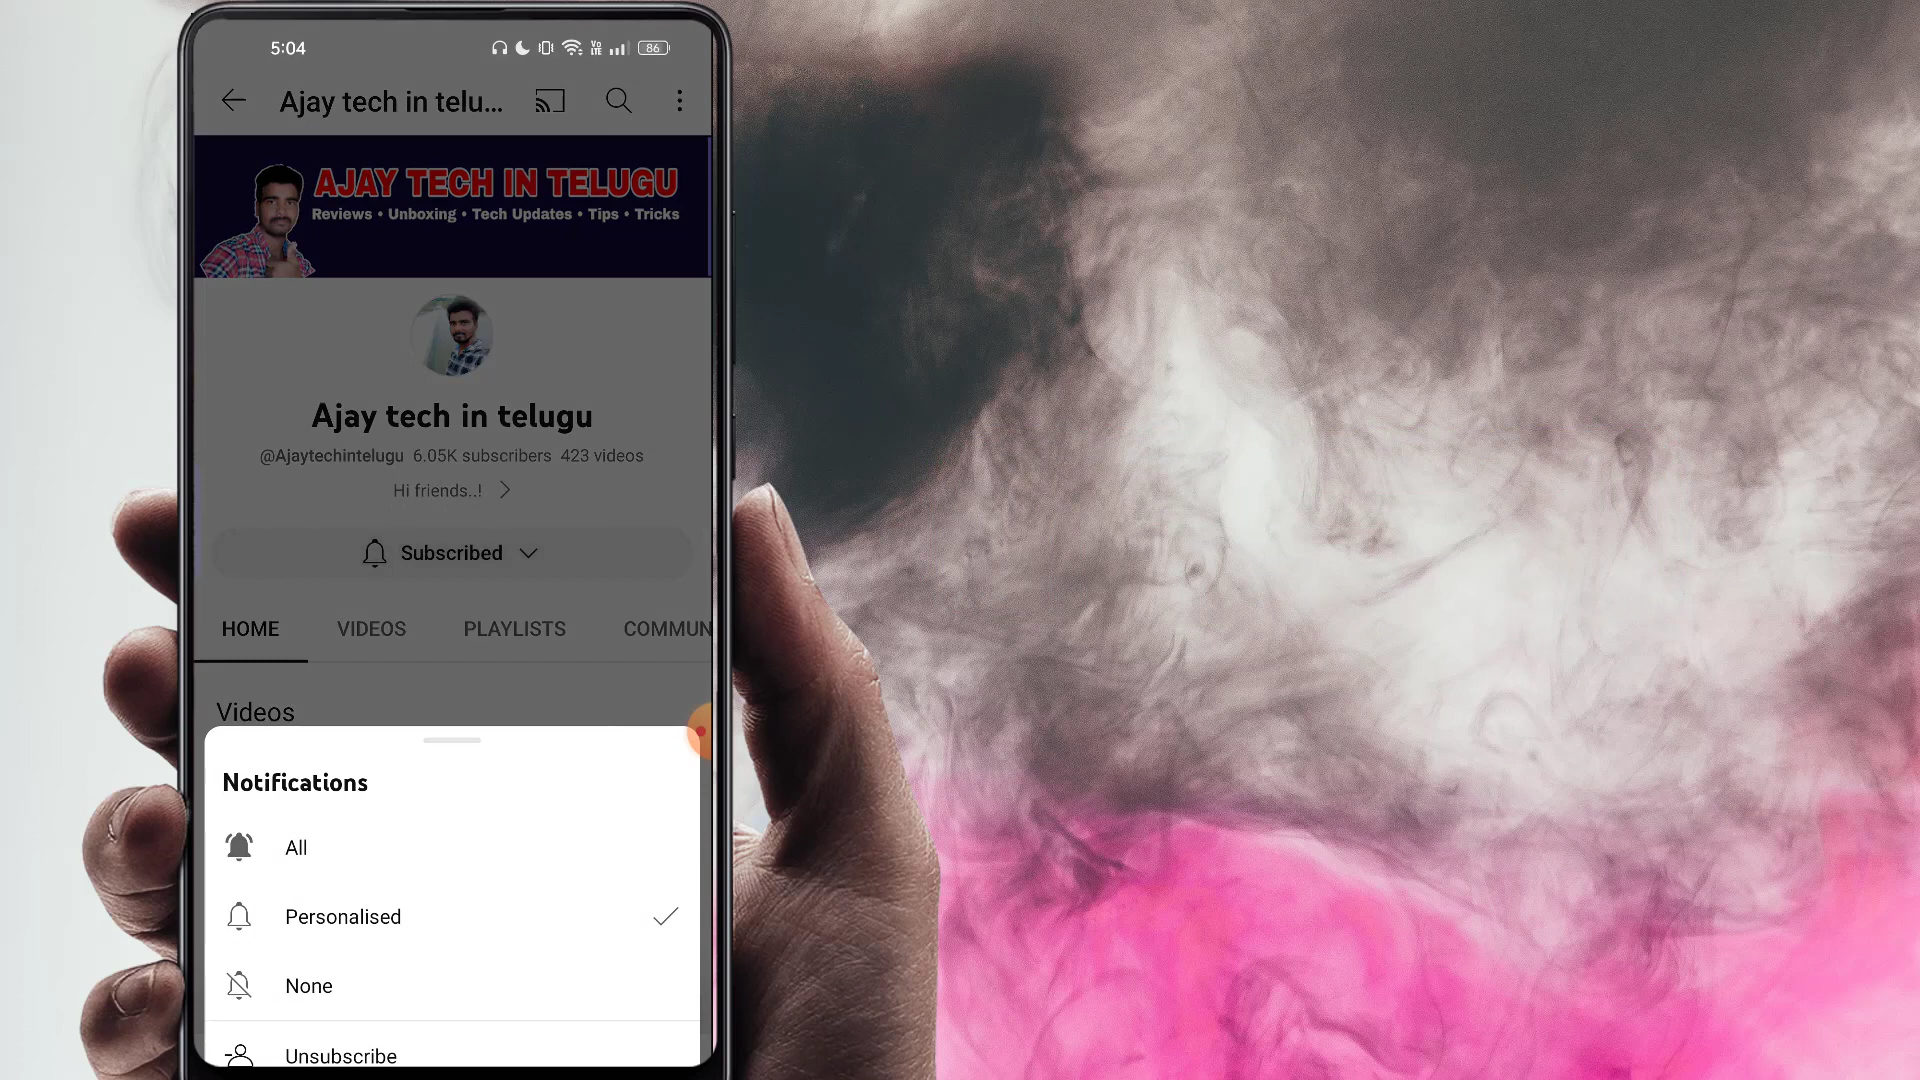 5:04
Vo
LTE
86
Ajay tech in telu...
AJAY TECH IN TELUGU
Reviews • Unboxing • Tech Updates • Tips • Tricks
Ajay tech in telugu
@Ajaytechintelugu 6.05K subscribers 423 videos
Hi friends..!
Subscribed
HOME VIDEOS PLAYLISTS COMMUN
Videos
Notifications
All
Personalised
None
Unsubscribe